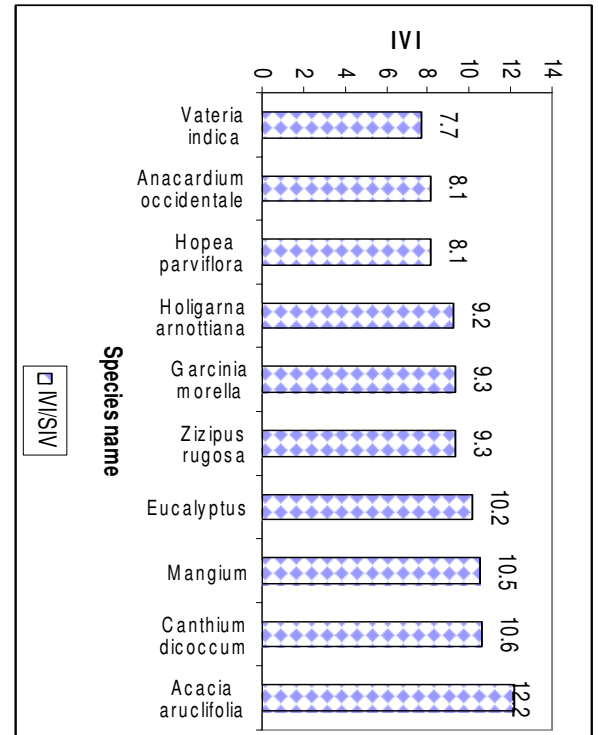 IVI
0
2
4
6
8
10
12
14
Vateria
indica
7.7
Anacardium
occidentale
8.1
Hopea
parviflora
8.1
Holigarna
arnottiana
9.2
Garcinia
morella
9.3
Zizipus
rugosa
9.3
Eucalyptus
10.2
Mangium
10.5
Canthium
dicoccum
10.6
Acacia
aruclifolia
12.2
Species name
IVI/SIV